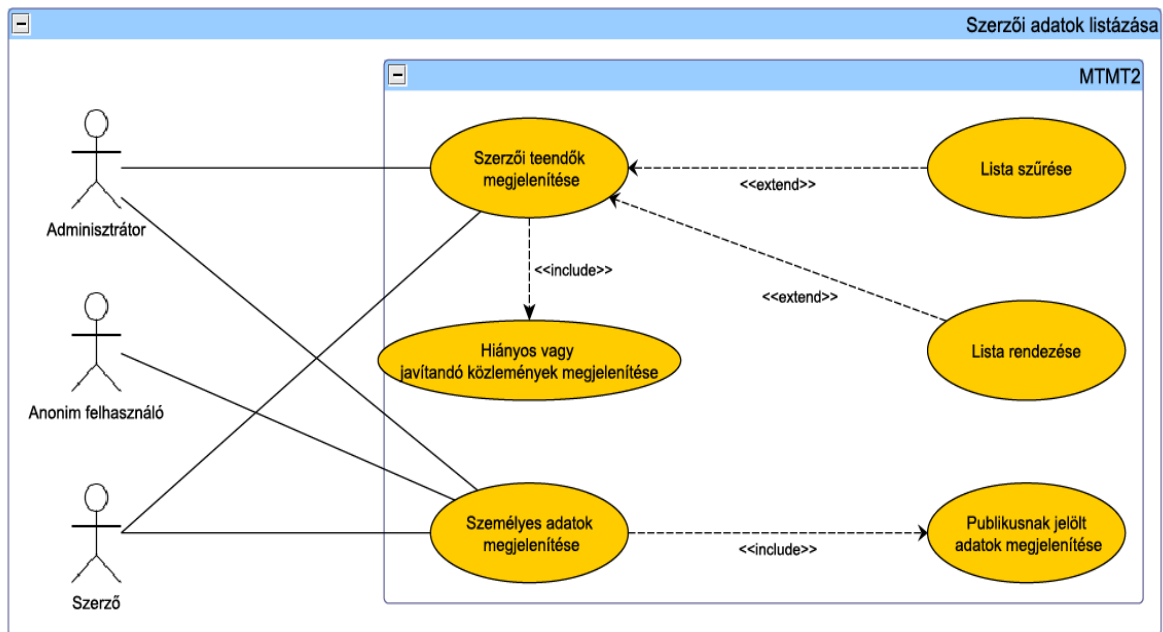 Szerzői adatok listázása
MTMT2
Adminisztrátor
Szerzői teendők
megjelenítése
<<extend>>
Lista szűrése
<<include>>
<<extend>>
Anonim felhasználó
Hiányos vagy
javítandó közlemények megjelenítése
Lista rendezése
Szerző
Személyes adatok
megjelenítése
<<include>>
Publikusnak jelölt
adatok megjelenítése